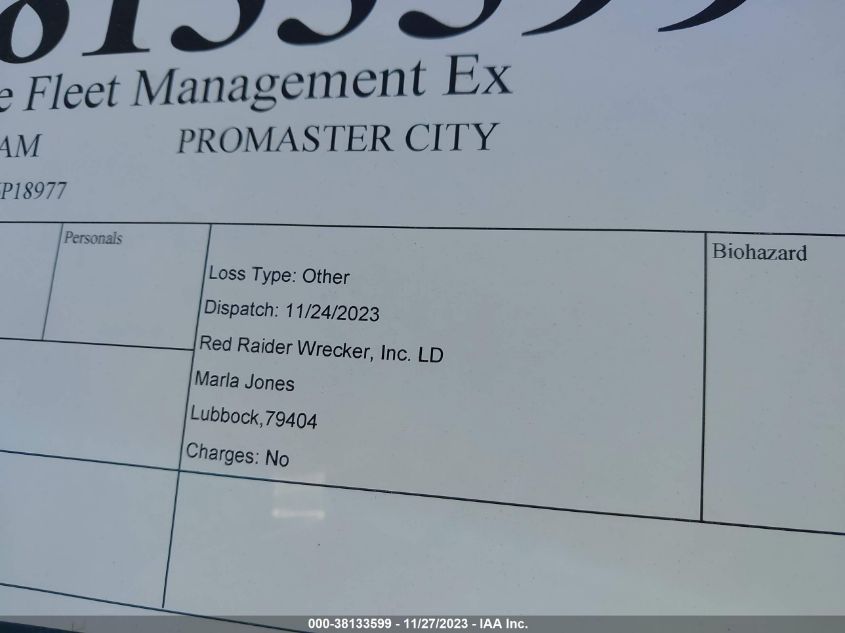 8133599
e Fleet Management Ex
AM PROMASTER CITY
P18977
Personals
Loss Type: Other
Dispatch: 11/24/2023
Red Raider Wrecker, Inc. LD
Marla Jones
Lubbock,79404
Charges: No
Biohazard
000-38133599 - 11/27/2023 - IAA Inc.